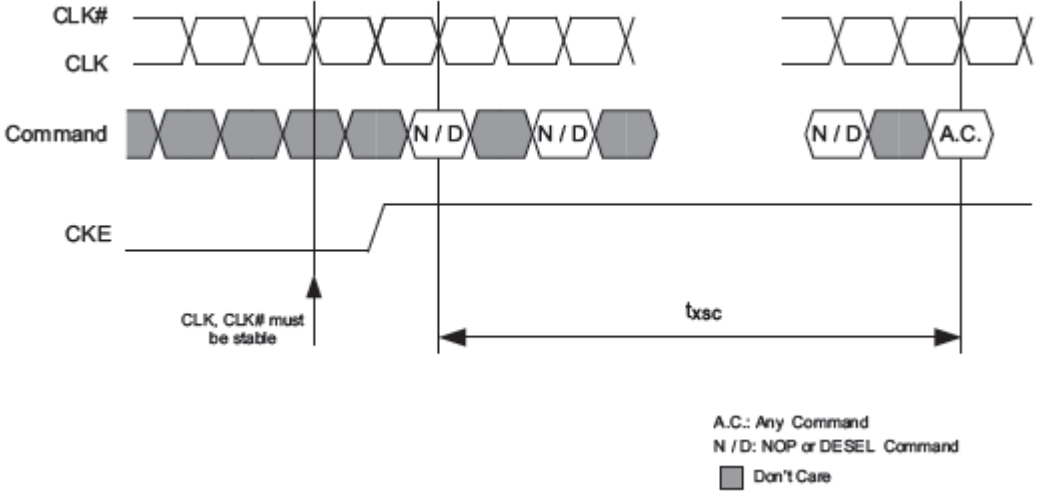 CLK#
CLK
Command
N / D
N / D
N / D
A.C.
CKE
CLK, CLK# must
be stable
txsc
A.C.: Any Command
N / D: NOP or DESEL Command
Don't Care